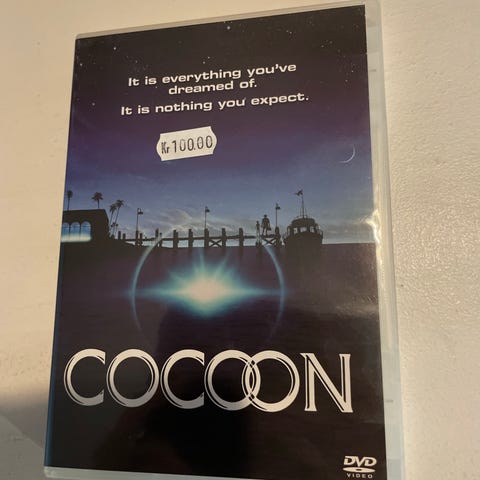 It is everything you've
dreamed of.
It is nothing you expect.
Kr 100.00
COCOON
DVD
VIDEO